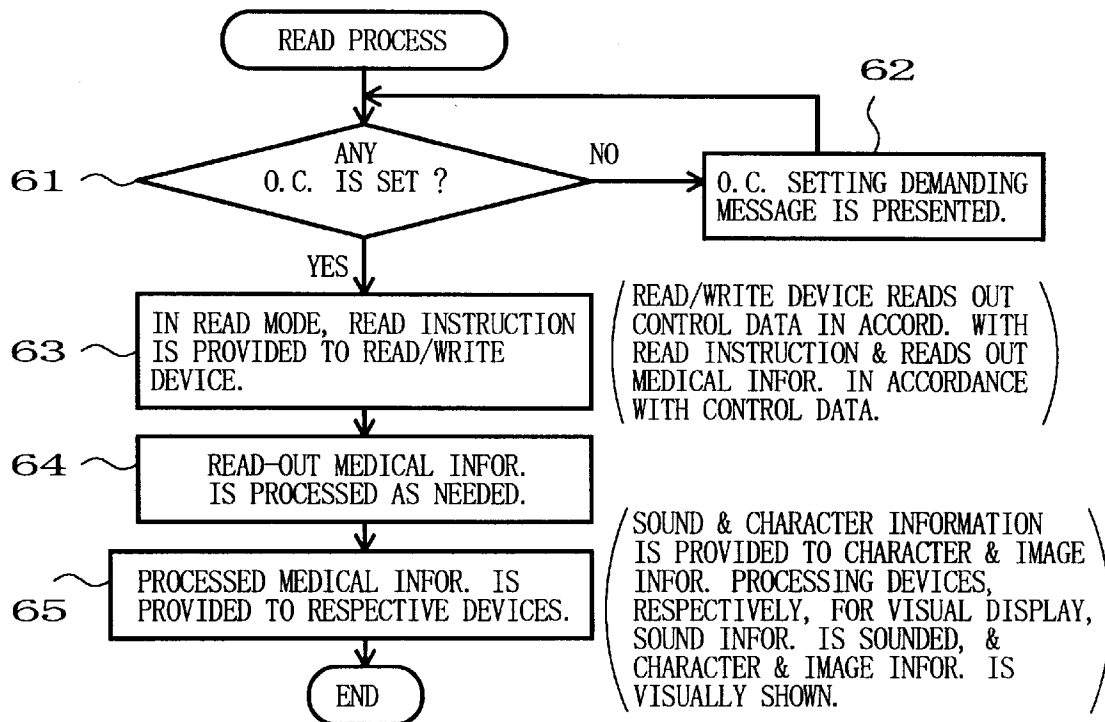 READ PROCESS
62
61
ANY
O.C. IS SET ?
NO
O.C. SETTING DEMANDING
MESSAGE IS PRESENTED.
YES
63
IN READ MODE, READ INSTRUCTION
IS PROVIDED TO READ/WRITE
DEVICE.
READ/WRITE DEVICE READS OUT
CONTROL DATA IN ACCORD. WITH
READ INSTRUCTION & READS OUT
MEDICAL INFOR. IN ACCORDANCE
WITH CONTROL DATA.
64
READ-OUT MEDICAL INFOR.
IS PROCESSED AS NEEDED.
65
PROCESSED MEDICAL INFOR. IS
PROVIDED TO RESPECTIVE DEVICES.
SOUND & CHARACTER INFORMATION
IS PROVIDED TO CHARACTER & IMAGE
INFOR. PROCESSING DEVICES,
RESPECTIVELY, FOR VISUAL DISPLAY,
SOUND INFOR. IS SOUNDED, &
CHARACTER & IMAGE INFOR. IS
VISUALLY SHOWN.
END